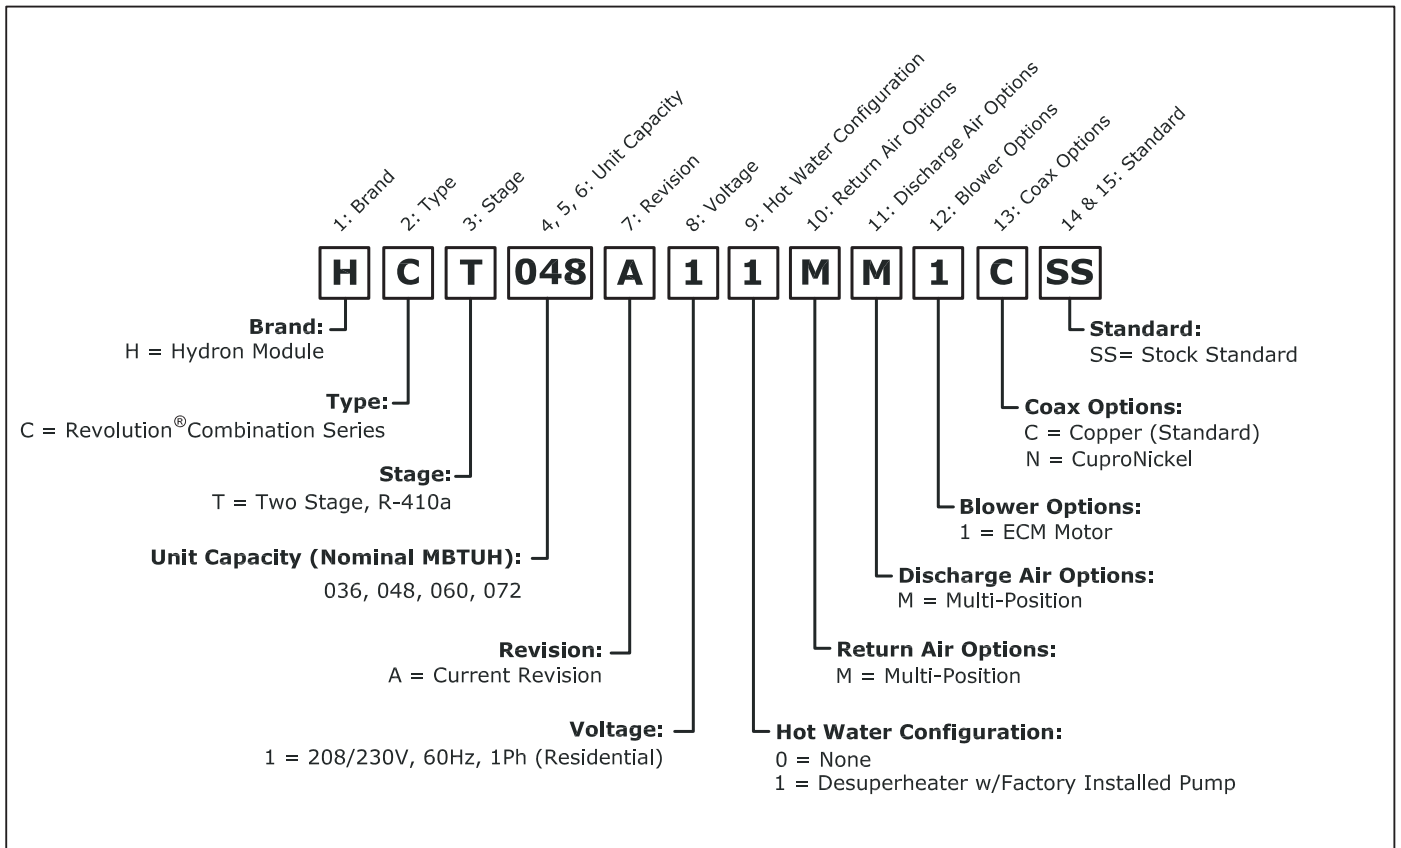 1: Brand
2: Type
3: Stage
4, 5, 6: Unit Capacity
7: Revision
8: Voltage
9: Hot Water Configuration
10: Return Air Options
11: Discharge Air Options
12: Blower Options
13: Coax Options
14 & 15: Standard
H C T 048 A 1 1 M M 1 C SS
Brand:
H = Hydron Module
Type:
C = Revolution® Combination Series
Stage:
T = Two Stage, R-410a
Unit Capacity (Nominal MBTUH):
036, 048, 060, 072
Revision:
A = Current Revision
Voltage:
1 = 208/230V, 60Hz, 1Ph (Residential)
Standard:
SS= Stock Standard
Coax Options:
C = Copper (Standard)
N = CuproNickel
Blower Options:
1 = ECM Motor
Discharge Air Options:
M = Multi-Position
Return Air Options:
M = Multi-Position
Hot Water Configuration:
0 = None
1 = Desuperheater w/Factory Installed Pump